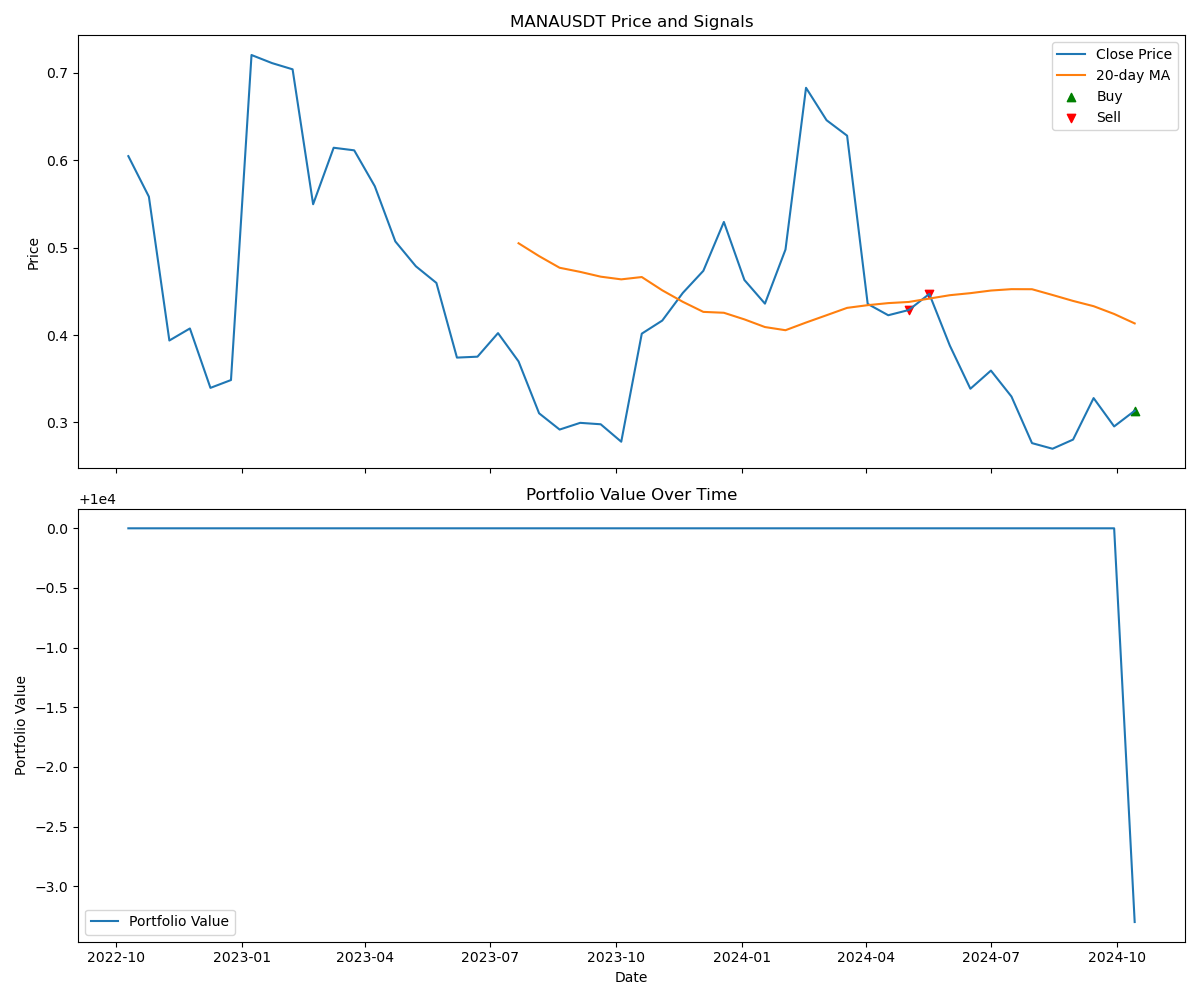 MANAUSDT Price and Signals
Price
0.7
0.6
0.5
0.4
0.3
Close Price
20-day MA
Buy
Sell
Portfolio Value Over Time
+1e4
Portfolio Value
0.0
−0.5
−1.0
−1.5
−2.0
−2.5
−3.0
Portfolio Value
2022-10 2023-01 2023-04 2023-07 2023-10 2024-01 2024-04 2024-07 2024-10
Date